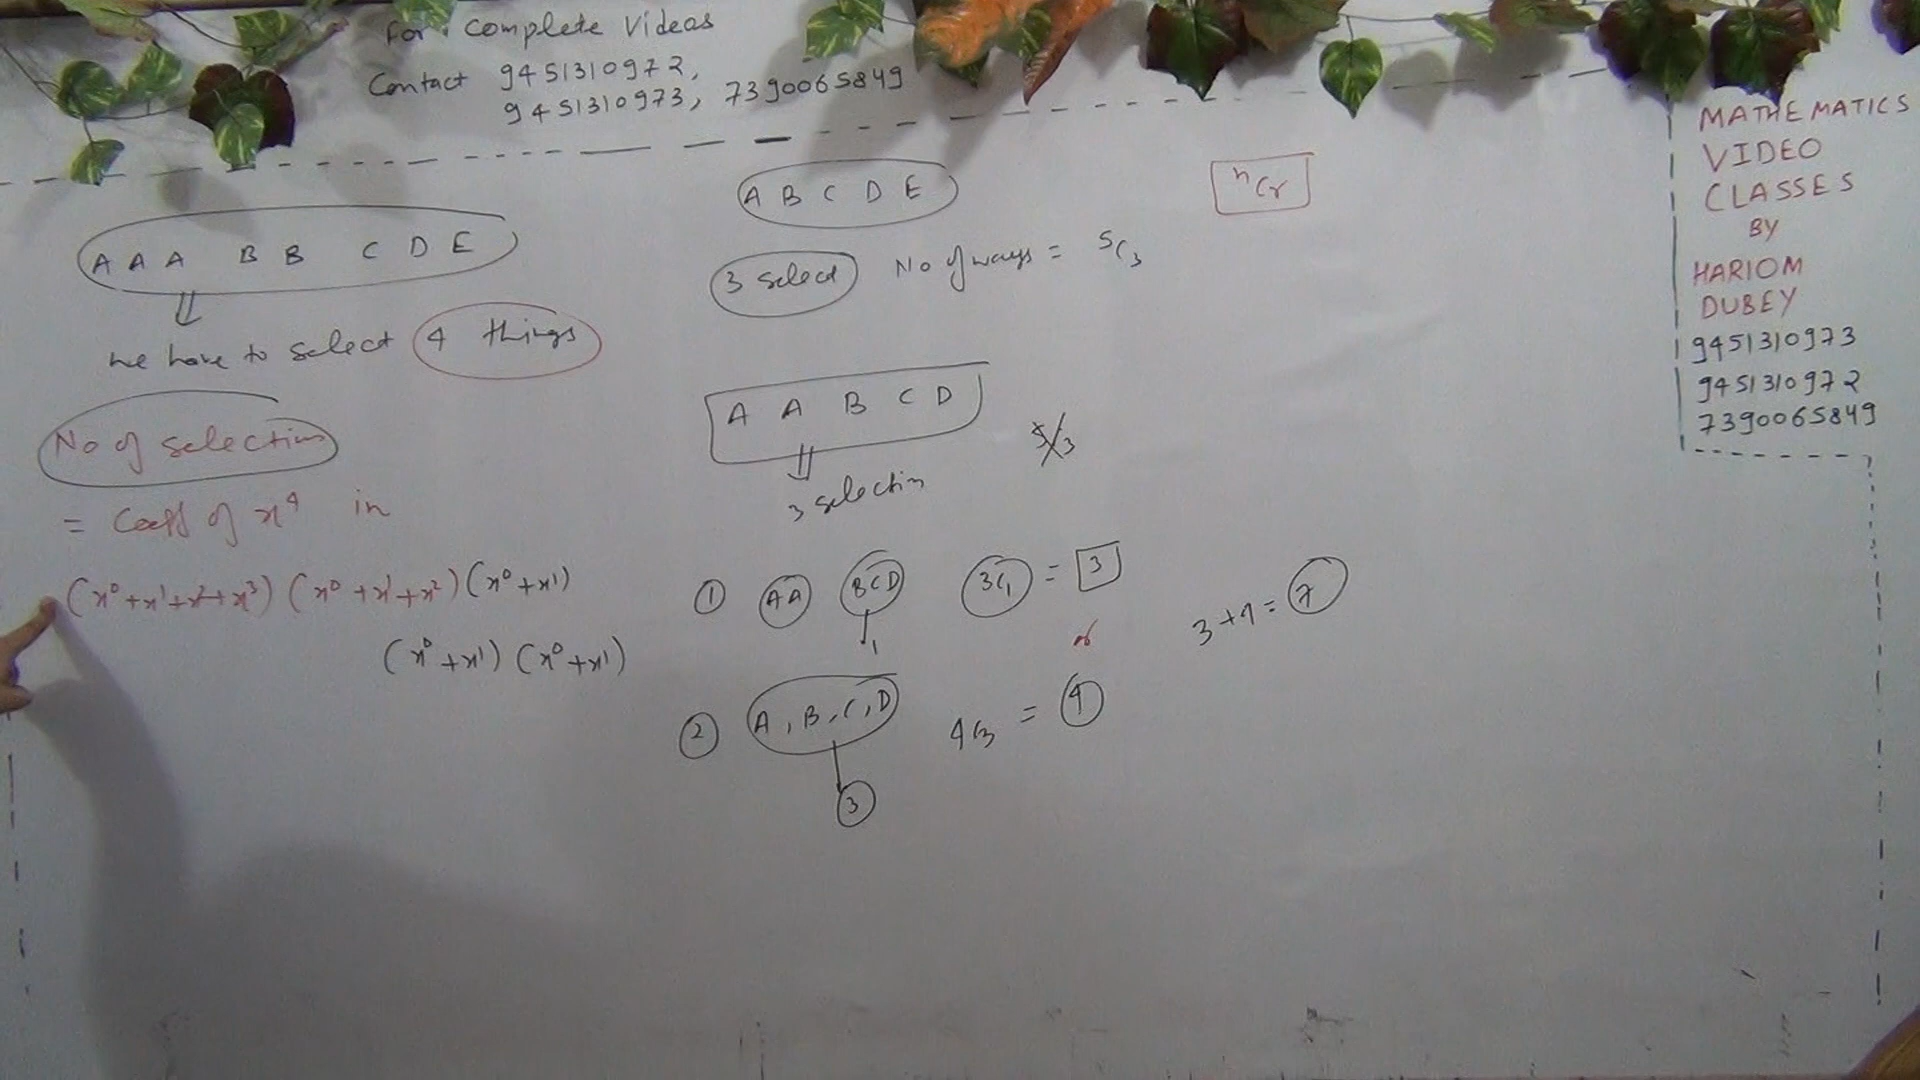 For Complete Videos
Contact 9451310972,
9451310973, 7390065849
MATHEMATICS
VIDEO
CLASSES
BY
HARIOM
DUBEY
9451310973
9451310972
7390065849
A A A B B C D E
we have to select 4 things
No of selection
= Coeff of x⁴ in
(x⁰+x¹+x²+x³) (x⁰+x¹+x²) (x⁰+x¹)
(x⁰+x¹) (x⁰+x¹)
A B C D E
ⁿCr
3 select No of ways = ⁵C₃
A A B C D
3 selection
① AA BCD 3C₁ = 3
1
or
3+4=7
② A, B, C, D 4C₃ = 4
3